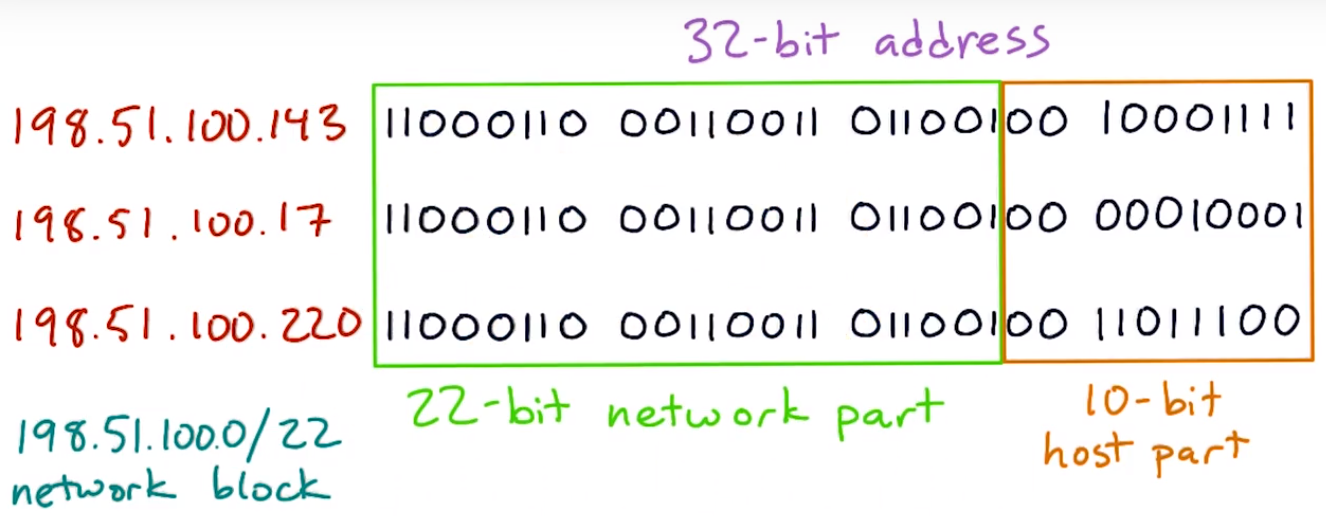 32-bit address
198.51.100.143 11000110 00110011 01100100 10001111
198.51.100.17 11000110 00110011 01100100 00010001
198.51.100.220 11000110 00110011 01100100 11011100
22-bit network part
10-bit
host part
198.51.100.0/22
network block